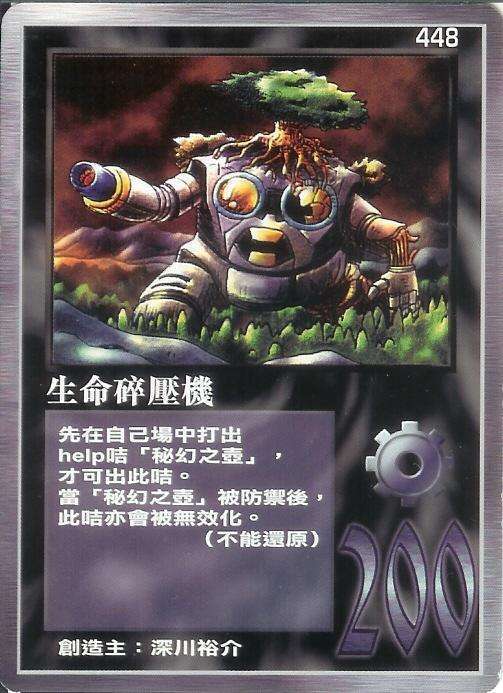 448
生命碎壓機
先在自己場中打出
help咭「秘幻之壺」，
才可出此咭。
當「秘幻之壺」被防禦後，
此咭亦會被無效化。
（不能還原）
200
創造主：深川裕介